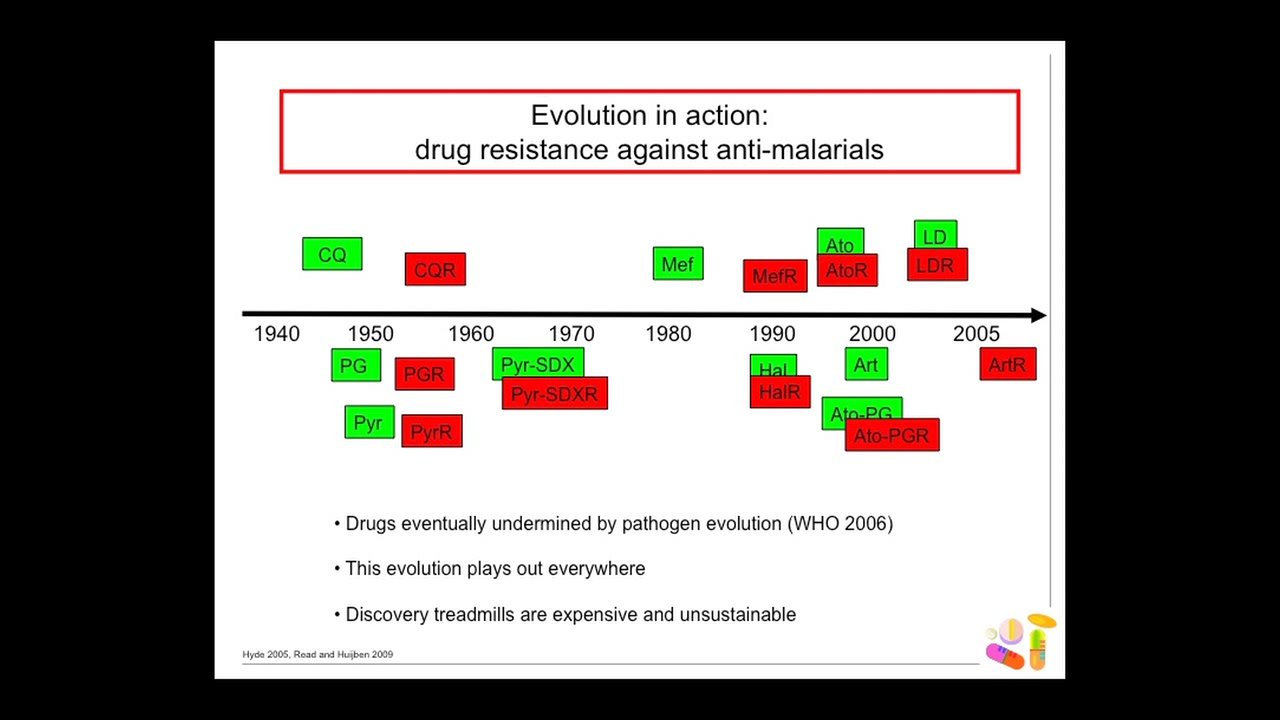 Evolution in action:
drug resistance against anti-malarials
CQ
CQR
Mef
MefR
Ato
AtoR
LD
LDR
1940 1950 1960 1970 1980 1990 2000 2005
PG
PGR
Pyr-SDX
Pyr-SDXR
Hal
HalR
Art
ArtR
Pyr
PyrR
Ato-PG
Ato-PGR
• Drugs eventually undermined by pathogen evolution (WHO 2006)
• This evolution plays out everywhere
• Discovery treadmills are expensive and unsustainable
Hyde 2005, Read and Huijben 2009